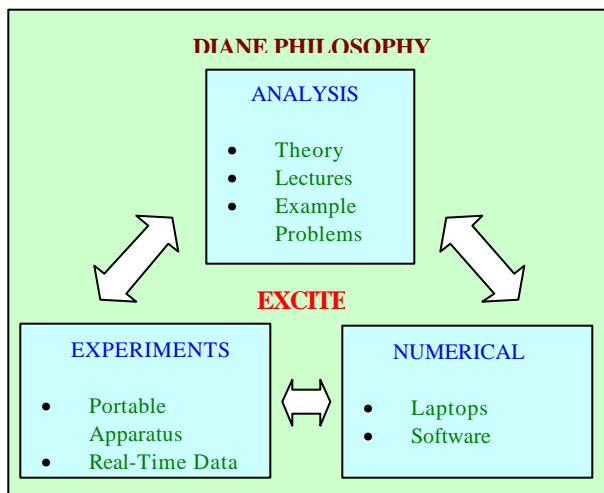 DIANE PHILOSOPHY
ANALYSIS
• Theory
• Lectures
• Example
Problems
EXCITE
EXPERIMENTS
• Portable
Apparatus
• Real-Time Data
NUMERICAL
• Laptops
• Software